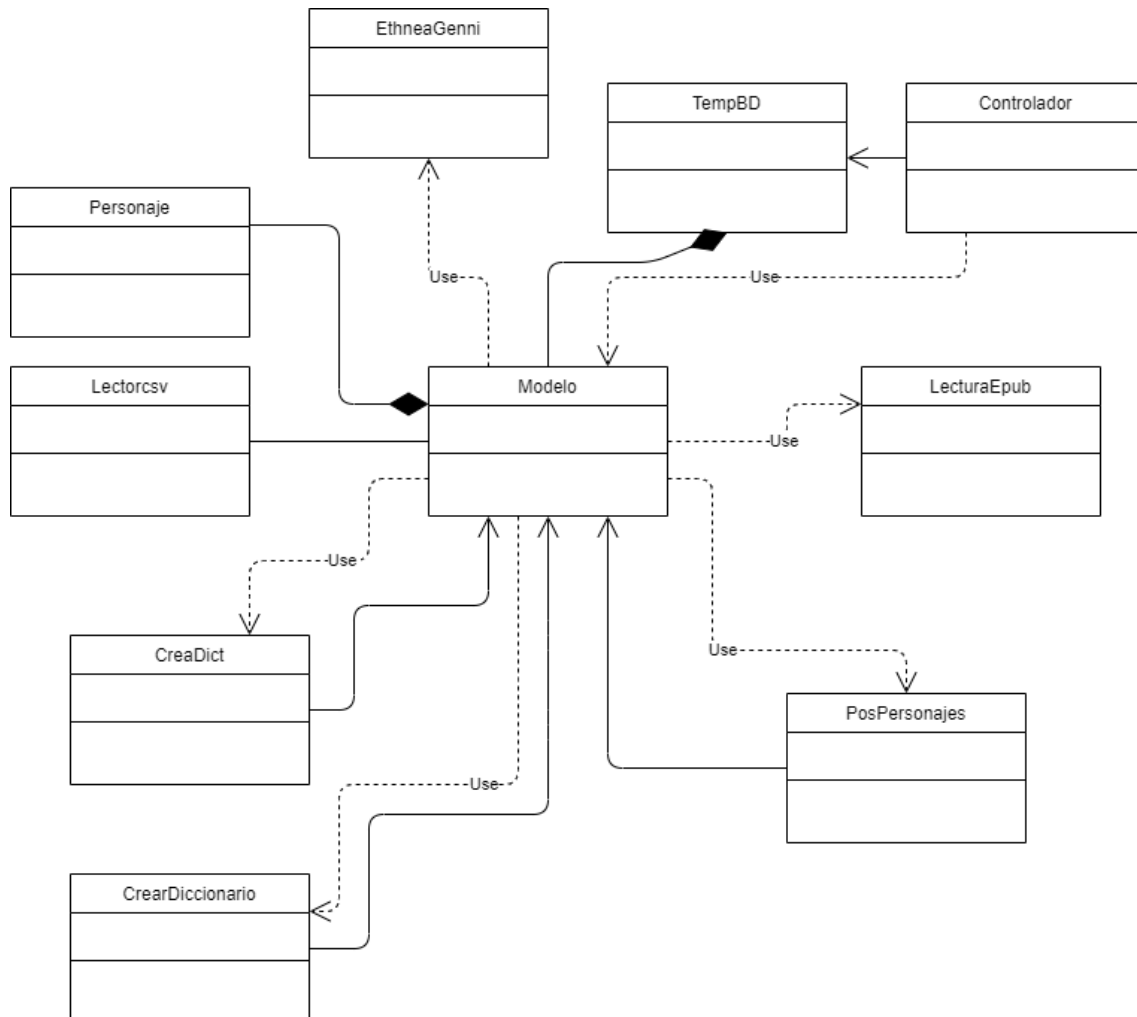 EthneaGenni
TempBD
Controlador
Personaje
Use
Use
Lectorcsv
Modelo
LecturaEpub
Use
Use
CreaDict
Use
PosPersonajes
Use
CrearDiccionario